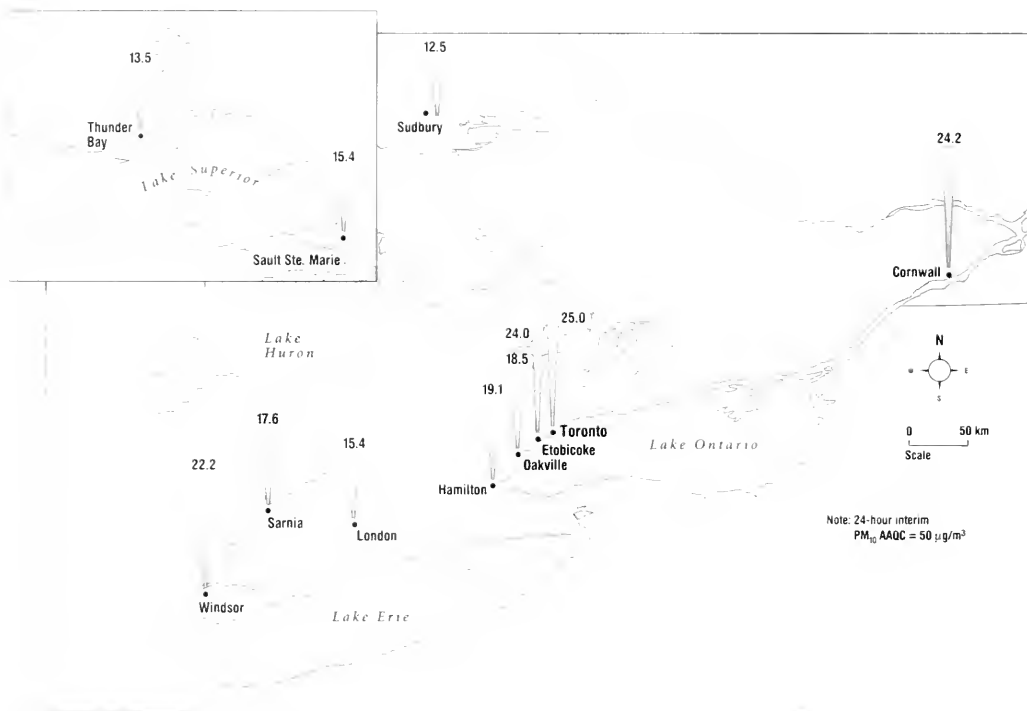 13.5
Thunder
Bay
Lake Superior
15.4
Sault Ste. Marie
12.5
Sudbury
24.2
Cornwall
Lake
Huron
25.0
24.0
18.5
19.1
17.6
15.4
22.2
Toronto
Etobicoke
Oakville
Hamilton
Lake Ontario
Sarnia
London
Windsor
Lake Erie
N
W E
S
0 50 km
Scale
Note: 24-hour interim
PM₁₀ AAQC = 50 µg/m³